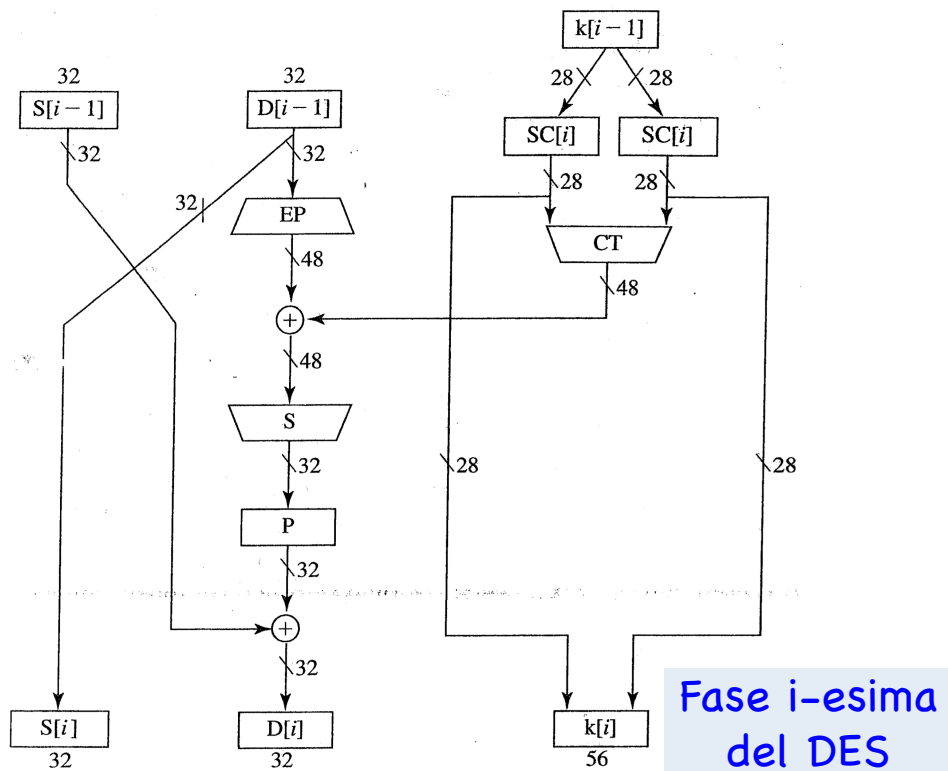 k[i − 1]
28 28
32 32
S[i − 1] D[i − 1] SC[i] SC[i]
32 32 28 28
32
EP CT
48 48
+
48
S
32 28 28
P
32
+
32
S[i] D[i] k[i]
32 32 56
Fase i-esima
del DES